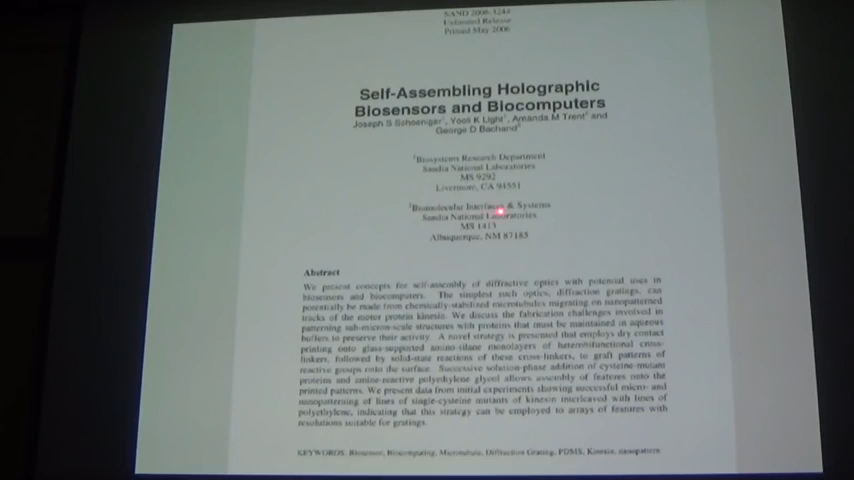 SAND 2006-1244
Unlimited Release
Printed May 2006
Self-Assembling Holographic
Biosensors and Biocomputers
Joseph S Schoeniger¹, Yooli K Light¹, Amanda M Trent² and
George D Bachand²
¹Biosystems Research Department
Sandia National Laboratories
MS 9292
Livermore, CA 94551
²Biomolecular Interfaces & Systems
Sandia National Laboratories
MS 1413
Albuquerque, NM 87185
Abstract
We present concepts for self-assembly of diffractive optics with potential uses in
biosensors and biocomputers. The simplest such optics, diffraction gratings, can
potentially be made from chemically-stabilized microtubules migrating on nanopatterned
tracks of the motor protein kinesin. We discuss the fabrication challenges involved in
patterning sub-micron-scale structures with proteins that must be maintained in aqueous
buffers to preserve their activity. A novel strategy is presented that employs dry contact
printing onto glass-supported amino-silane monolayers of heterobifunctional cross-
linkers, followed by solid-state reactions of these cross-linkers, to graft patterns of
reactive groups onto the surface. Successive solution-phase addition of cysteine-mutant
proteins and amine-reactive polyethylene glycol allows assembly of features onto the
printed patterns. We present data from initial experiments showing successful micro- and
nanopatterning of lines of single-cysteine mutants of kinesin interleaved with lines of
polyethylene, indicating that this strategy can be employed to arrays of features with
resolutions suitable for gratings.
KEYWORDS, Biosensor, Biocomputing, Microtubule, Diffraction Grating, PDMS, Kinesin, nanopattern